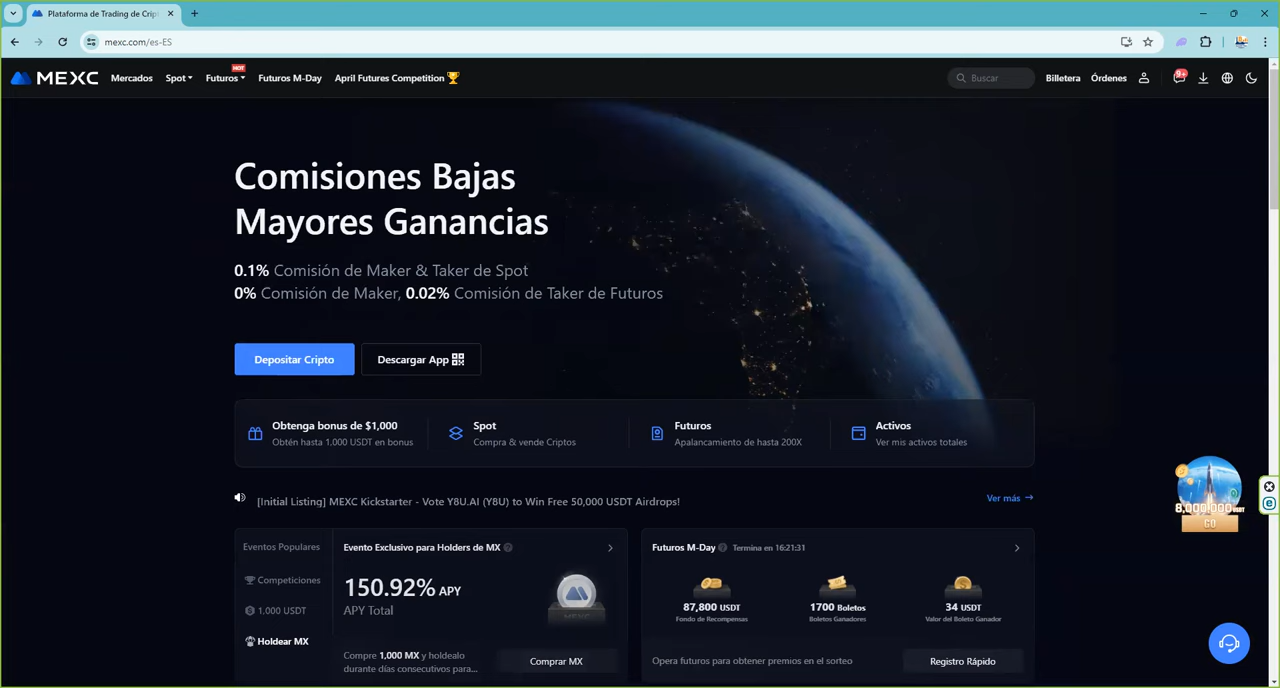 Plataforma de Trading de Crip
mexc.com/es-ES
MEXC
Mercados
Spot
Futuros
HOT
Futuros M-Day
April Futures Competition
Buscar
Billetera
Órdenes
9+
Comisiones Bajas
Mayores Ganancias
0.1% Comisión de Maker & Taker de Spot
0% Comisión de Maker, 0.02% Comisión de Taker de Futuros
Depositar Cripto
Descargar App
Obtenga bonus de $1,000
Obtén hasta 1.000 USDT en bonus
Spot
Compra & vende Criptos
Futuros
Apalancamiento de hasta 200X
Activos
Ver mis activos totales
[Initial Listing] MEXC Kickstarter - Vote Y8U.AI (Y8U) to Win Free 50,000 USDT Airdrops!
Ver más
8,000,000 USDT
GO
Eventos Populares
Competiciones
1,000 USDT
Holdear MX
Evento Exclusivo para Holders de MX
150.92% APY
APY Total
MEXC
Compre 1,000 MX y holdealo
durante días consecutivos para...
Comprar MX
Futuros M-Day
Termina en 16:21:31
87,800 USDT
Fondo de Recompensas
1700 Boletos
Boletos Ganadores
34 USDT
Valor del Boleto Ganador
Opera futuros para obtener premios en el sorteo
Registro Rápido